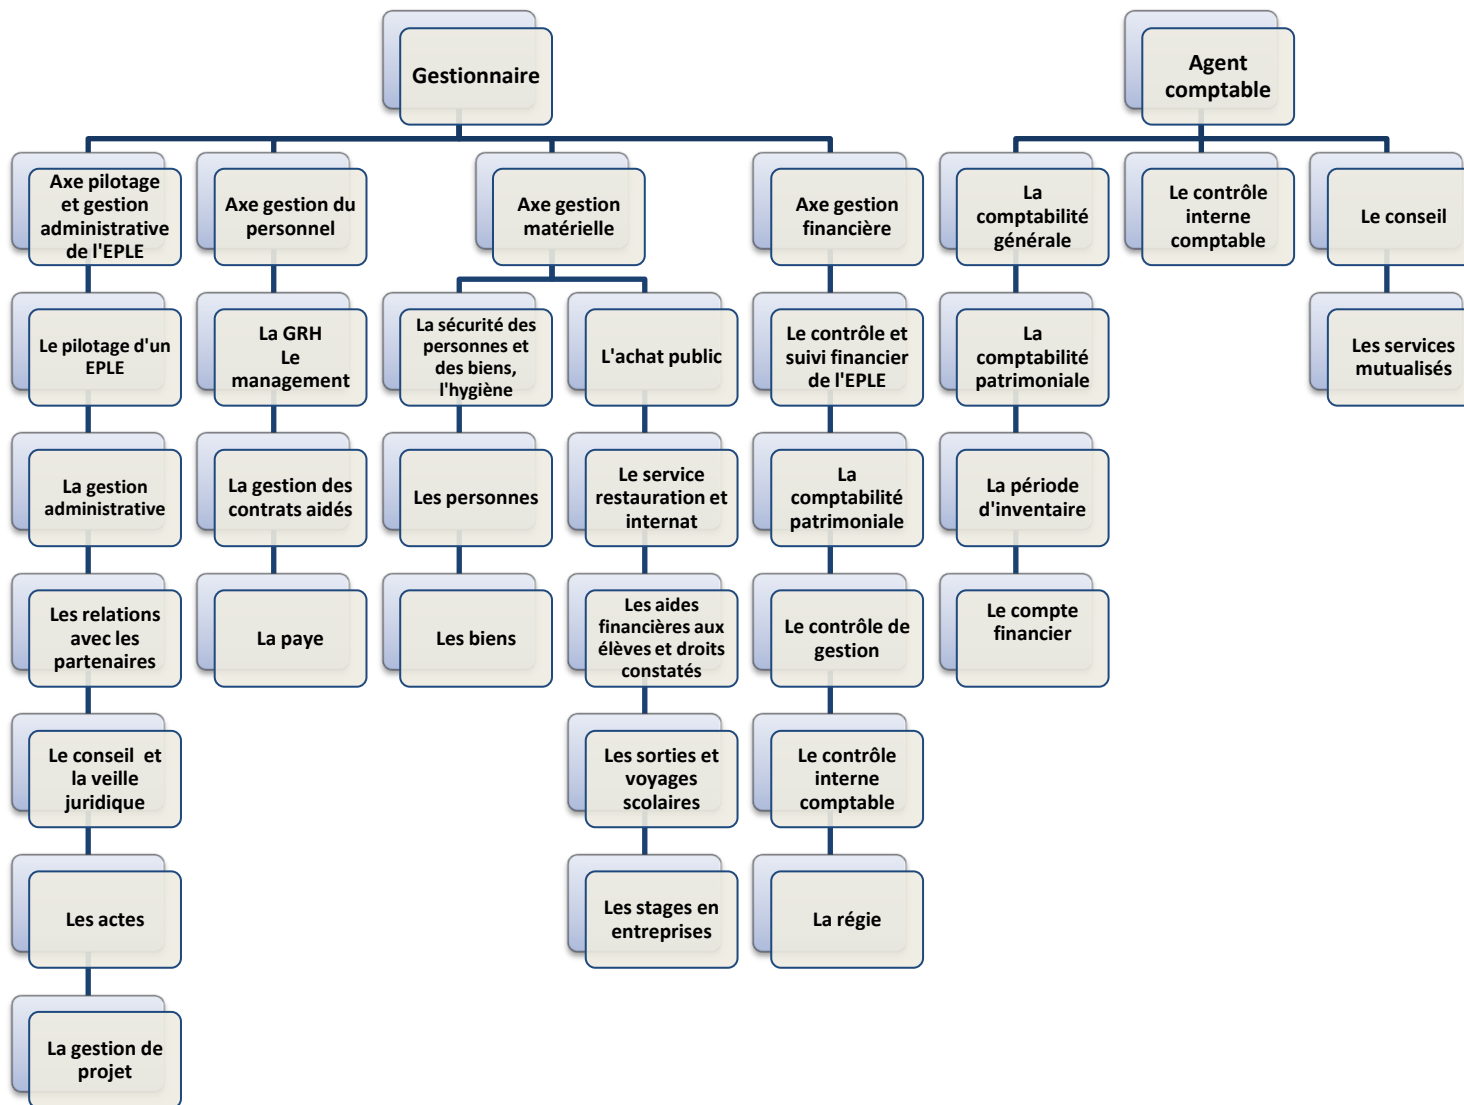 Gestionnaire
Agent
comptable
Axe pilotage
et gestion
administrative
de l'EPLE
Axe gestion du
personnel
Axe gestion
matérielle
Axe gestion
financière
La
comptabilité
générale
Le contrôle
interne
comptable
Le conseil
Le pilotage d'un
EPLE
La GRH
Le
management
La sécurité des
personnes et
des biens,
l'hygiène
L'achat public
Le contrôle et
suivi financier
de l'EPLE
La
comptabilité
patrimoniale
Les services
mutualisés
La gestion
administrative
La gestion des
contrats aidés
Les personnes
Le service
restauration et
internat
La
comptabilité
patrimoniale
La période
d'inventaire
Les relations
avec les
partenaires
La paye
Les biens
Les aides
financières aux
élèves et droits
constatés
Le contrôle de
gestion
Le compte
financier
Le conseil et
la veille
juridique
Les sorties et
voyages
scolaires
Le contrôle
interne
comptable
Les actes
Les stages en
entreprises
La régie
La gestion de
projet